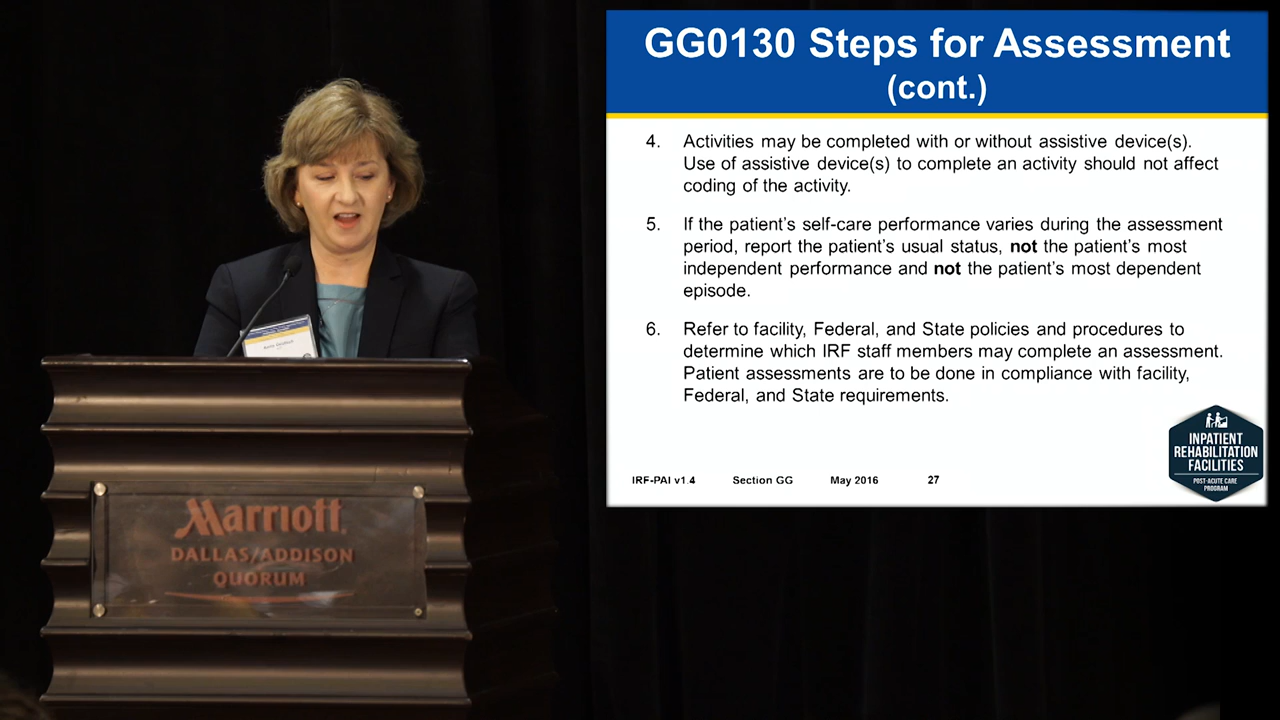 GG0130 Steps for Assessment
(cont.)
4. Activities may be completed with or without assistive device(s).
Use of assistive device(s) to complete an activity should not affect
coding of the activity.
5. If the patient's self-care performance varies during the assessment
period, report the patient's usual status, not the patient's most
independent performance and not the patient's most dependent
episode.
6. Refer to facility, Federal, and State policies and procedures to
determine which IRF staff members may complete an assessment.
Patient assessments are to be done in compliance with facility,
Federal, and State requirements.
INPATIENT
REHABILITATION
FACILITIES
POST-ACUTE CARE
PROGRAM
IRF-PAI v1.4 Section GG May 2016 27
Marriott
DALLAS/ADDISON
QUORUM